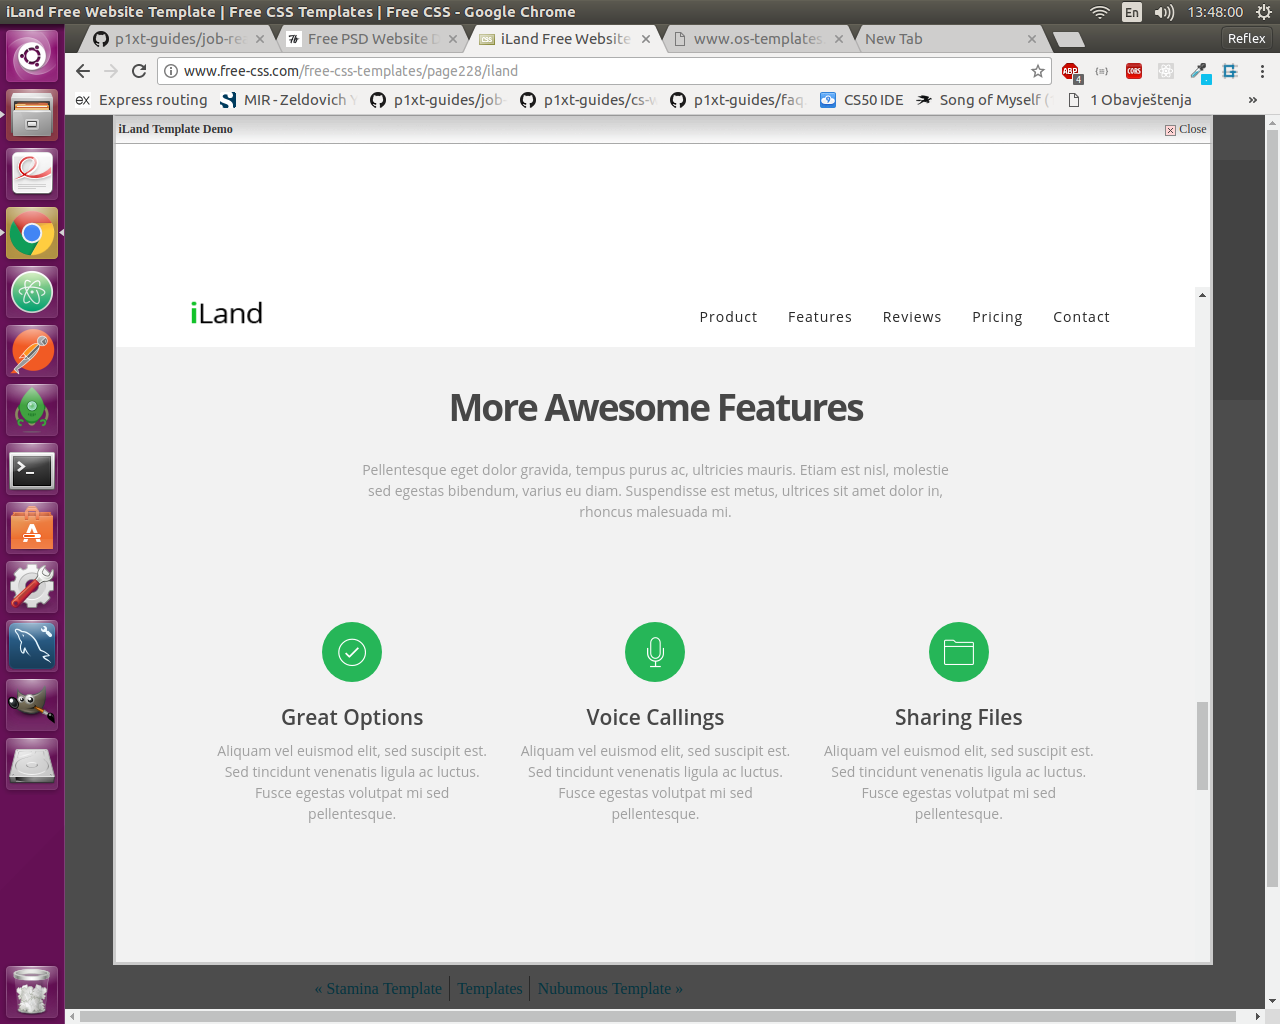 iLand Free Website Template | Free CSS Templates | Free CSS - Google Chrome
En
13:48:00
p1xt-guides/job-rea
Free PSD Website D
iLand Free Website
www.os-templates
New Tab
Reflex
www.free-css.com/free-css-templates/page228/iland
ABP
4
CORS
ex Express routing
MIR - Zeldovich Y
p1xt-guides/job-
p1xt-guides/cs-w
p1xt-guides/faq
CS50 IDE
Song of Myself (
1 Obavještenja
»
iLand Template Demo
Close
iLand
Product
Features
Reviews
Pricing
Contact
More Awesome Features
Pellentesque eget dolor gravida, tempus purus ac, ultricies mauris. Etiam est nisl, molestie
sed egestas bibendum, varius eu diam. Suspendisse est metus, ultrices sit amet dolor in,
rhoncus malesuada mi.
Great Options
Aliquam vel euismod elit, sed suscipit est.
Sed tincidunt venenatis ligula ac luctus.
Fusce egestas volutpat mi sed
pellentesque.
Voice Callings
Aliquam vel euismod elit, sed suscipit est.
Sed tincidunt venenatis ligula ac luctus.
Fusce egestas volutpat mi sed
pellentesque.
Sharing Files
Aliquam vel euismod elit, sed suscipit est.
Sed tincidunt venenatis ligula ac luctus.
Fusce egestas volutpat mi sed
pellentesque.
« Stamina Template
Templates
Nubumous Template »